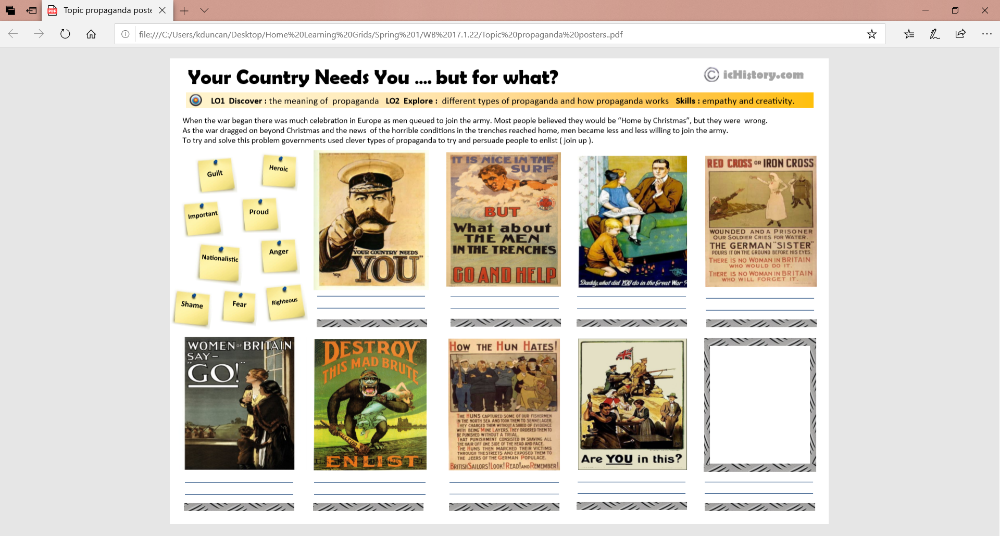 Topic propaganda poste
file:///C:/Users/kduncan/Desktop/Home%20Learning%20Grids/Spring%201/WB%2017.1.22/Topic%20propaganda%20posters..pdf
Your Country Needs You .... but for what?
© icHistory.com
LO1 Discover : the meaning of propaganda LO2 Explore : different types of propaganda and how propaganda works Skills : empathy and creativity.
When the war began there was much celebration in Europe as men queued to join the army. Most people believed they would be “Home by Christmas”, but they were wrong.
As the war dragged on beyond Christmas and the news of the horrible conditions in the trenches reached home, men became less and less willing to join the army.
To try and solve this problem governments used clever types of propaganda to try and persuade people to enlist ( join up ).
Guilt
Heroic
Important
Proud
Nationalistic
Anger
Shame
Fear
Righteous
"YOUR COUNTRY NEEDS
YOU"
IT IS NICE IN THE
SURF
BUT
What about
THE MEN
IN THE TRENCHES
GO AND HELP
Daddy, what did YOU do in the Great War?
RED CROSS OR IRON CROSS
WOUNDED AND A PRISONER
OUR SOLDIER CRIES FOR WATER.
THE GERMAN "SISTER"
POURS IT ON THE GROUND BEFORE HIS EYES.
THERE IS NO WOMAN IN BRITAIN
WHO WOULD DO IT.
THERE IS NO WOMAN IN BRITAIN
WHO WILL FORGET IT.
WOMEN OF BRITAIN
SAY –
"GO!"
DESTROY
THIS MAD BRUTE
ENLIST
HOW THE HUN HATES!
THE HUNS CAPTURED SOME OF OUR FISHERMEN
IN THE NORTH SEA AND TOOK THEM TO SENNELAGER.
THEY CHARGED THEM WITHOUT A SHRED OF EVIDENCE
WITH BEING MINE LAYERS. THEY ORDERED THEM TO
BE PUNISHED WITHOUT A TRIAL.
THAT PUNISHMENT CONSISTED IN SHAVING ALL
THE HAIR OFF ONE SIDE OF THE HEAD AND FACE.
THE HUNS THEN MARCHED THEIR VICTIMS
THROUGH THE STREETS AND EXPOSED THEM TO
THE JEERS OF THE GERMAN POPULACE.
BRITISH SAILORS! LOOK! READ! AND REMEMBER!
Are YOU in this?